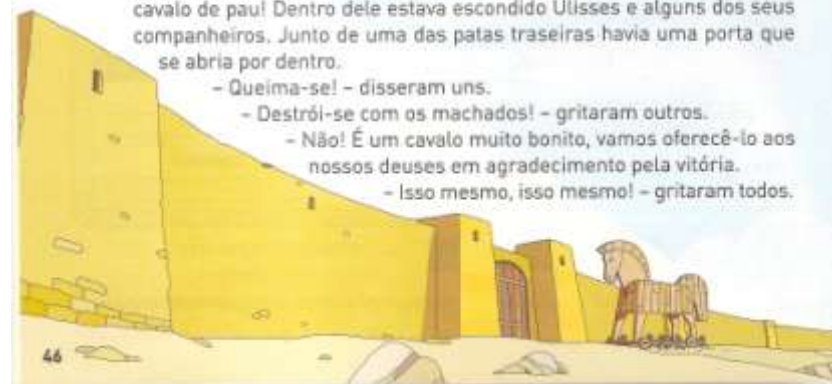 cavalo de pau! Dentro dele estava escondido Ulisses e alguns dos seus
companheiros. Junto de uma das patas traseiras havia uma porta que
se abria por dentro.
– Queima-se! – disseram uns.
– Destrói-se com os machados! – gritaram outros.
– Não! É um cavalo muito bonito, vamos oferecê-lo aos
nossos deuses em agradecimento pela vitória.
– Isso mesmo, isso mesmo! – gritaram todos.
46